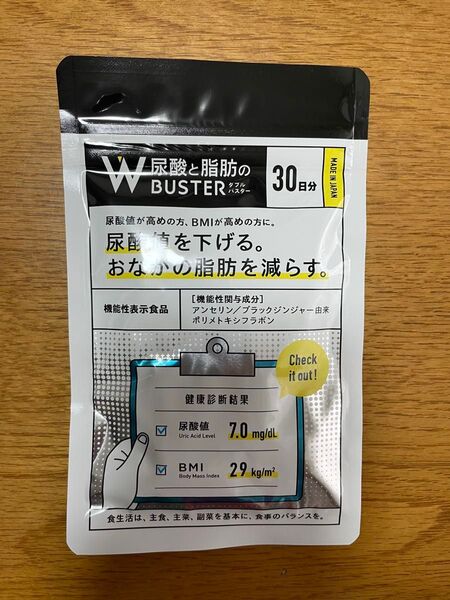 W 尿酸と脂肪の
BUSTER ダブルバスター
30日分
MADE IN JAPAN
尿酸値が高めの方、BMIが高めの方に。
尿酸値を下げる。
おなかの脂肪を減らす。
機能性表示食品
［機能性関与成分］
アンセリン／ブラックジンジャー由来
ポリメトキシフラボン
Check
it out!
健康診断結果
尿酸値 7.0 mg/dL
Uric Acid Level
BMI 29 kg/m²
Body Mass Index
食生活は、主食、主菜、副菜を基本に、食事のバランスを。